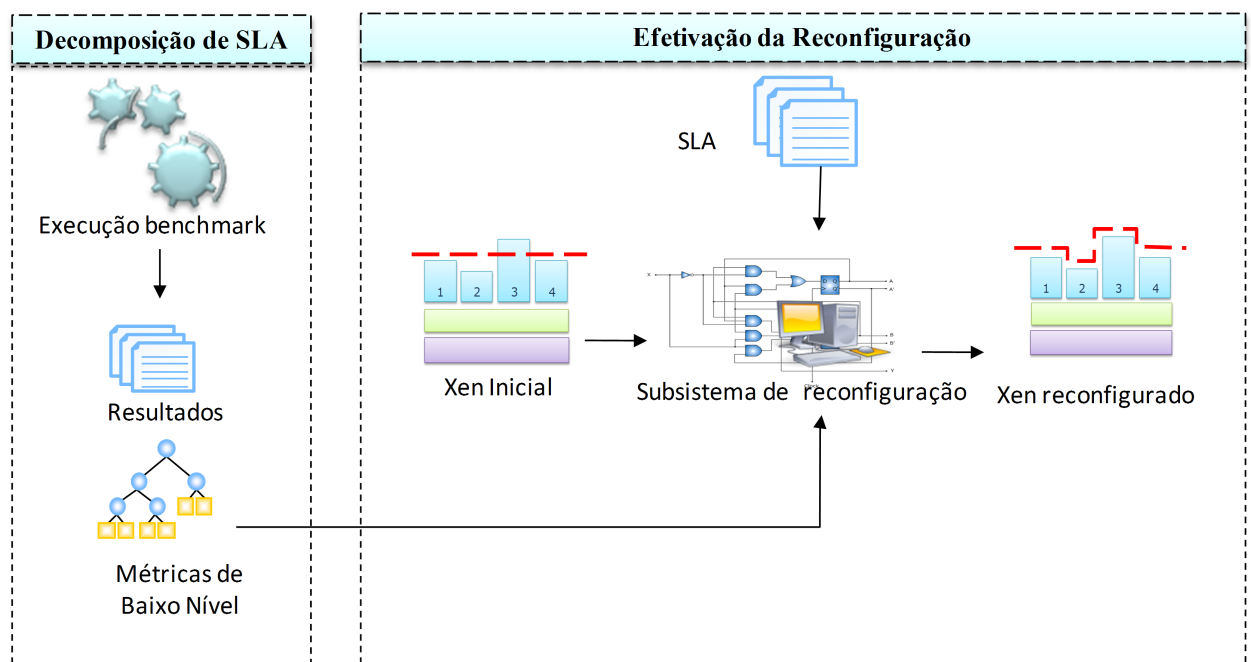 Decomposição de SLA
Execução benchmark
Resultados
Métricas de
Baixo Nível
Efetivação da Reconfiguração
SLA
1 2 3 4
Xen Inicial
X
A
A'
B
B'
Y
Subsistema de reconfiguração
1 2 3 4
Xen reconfigurado